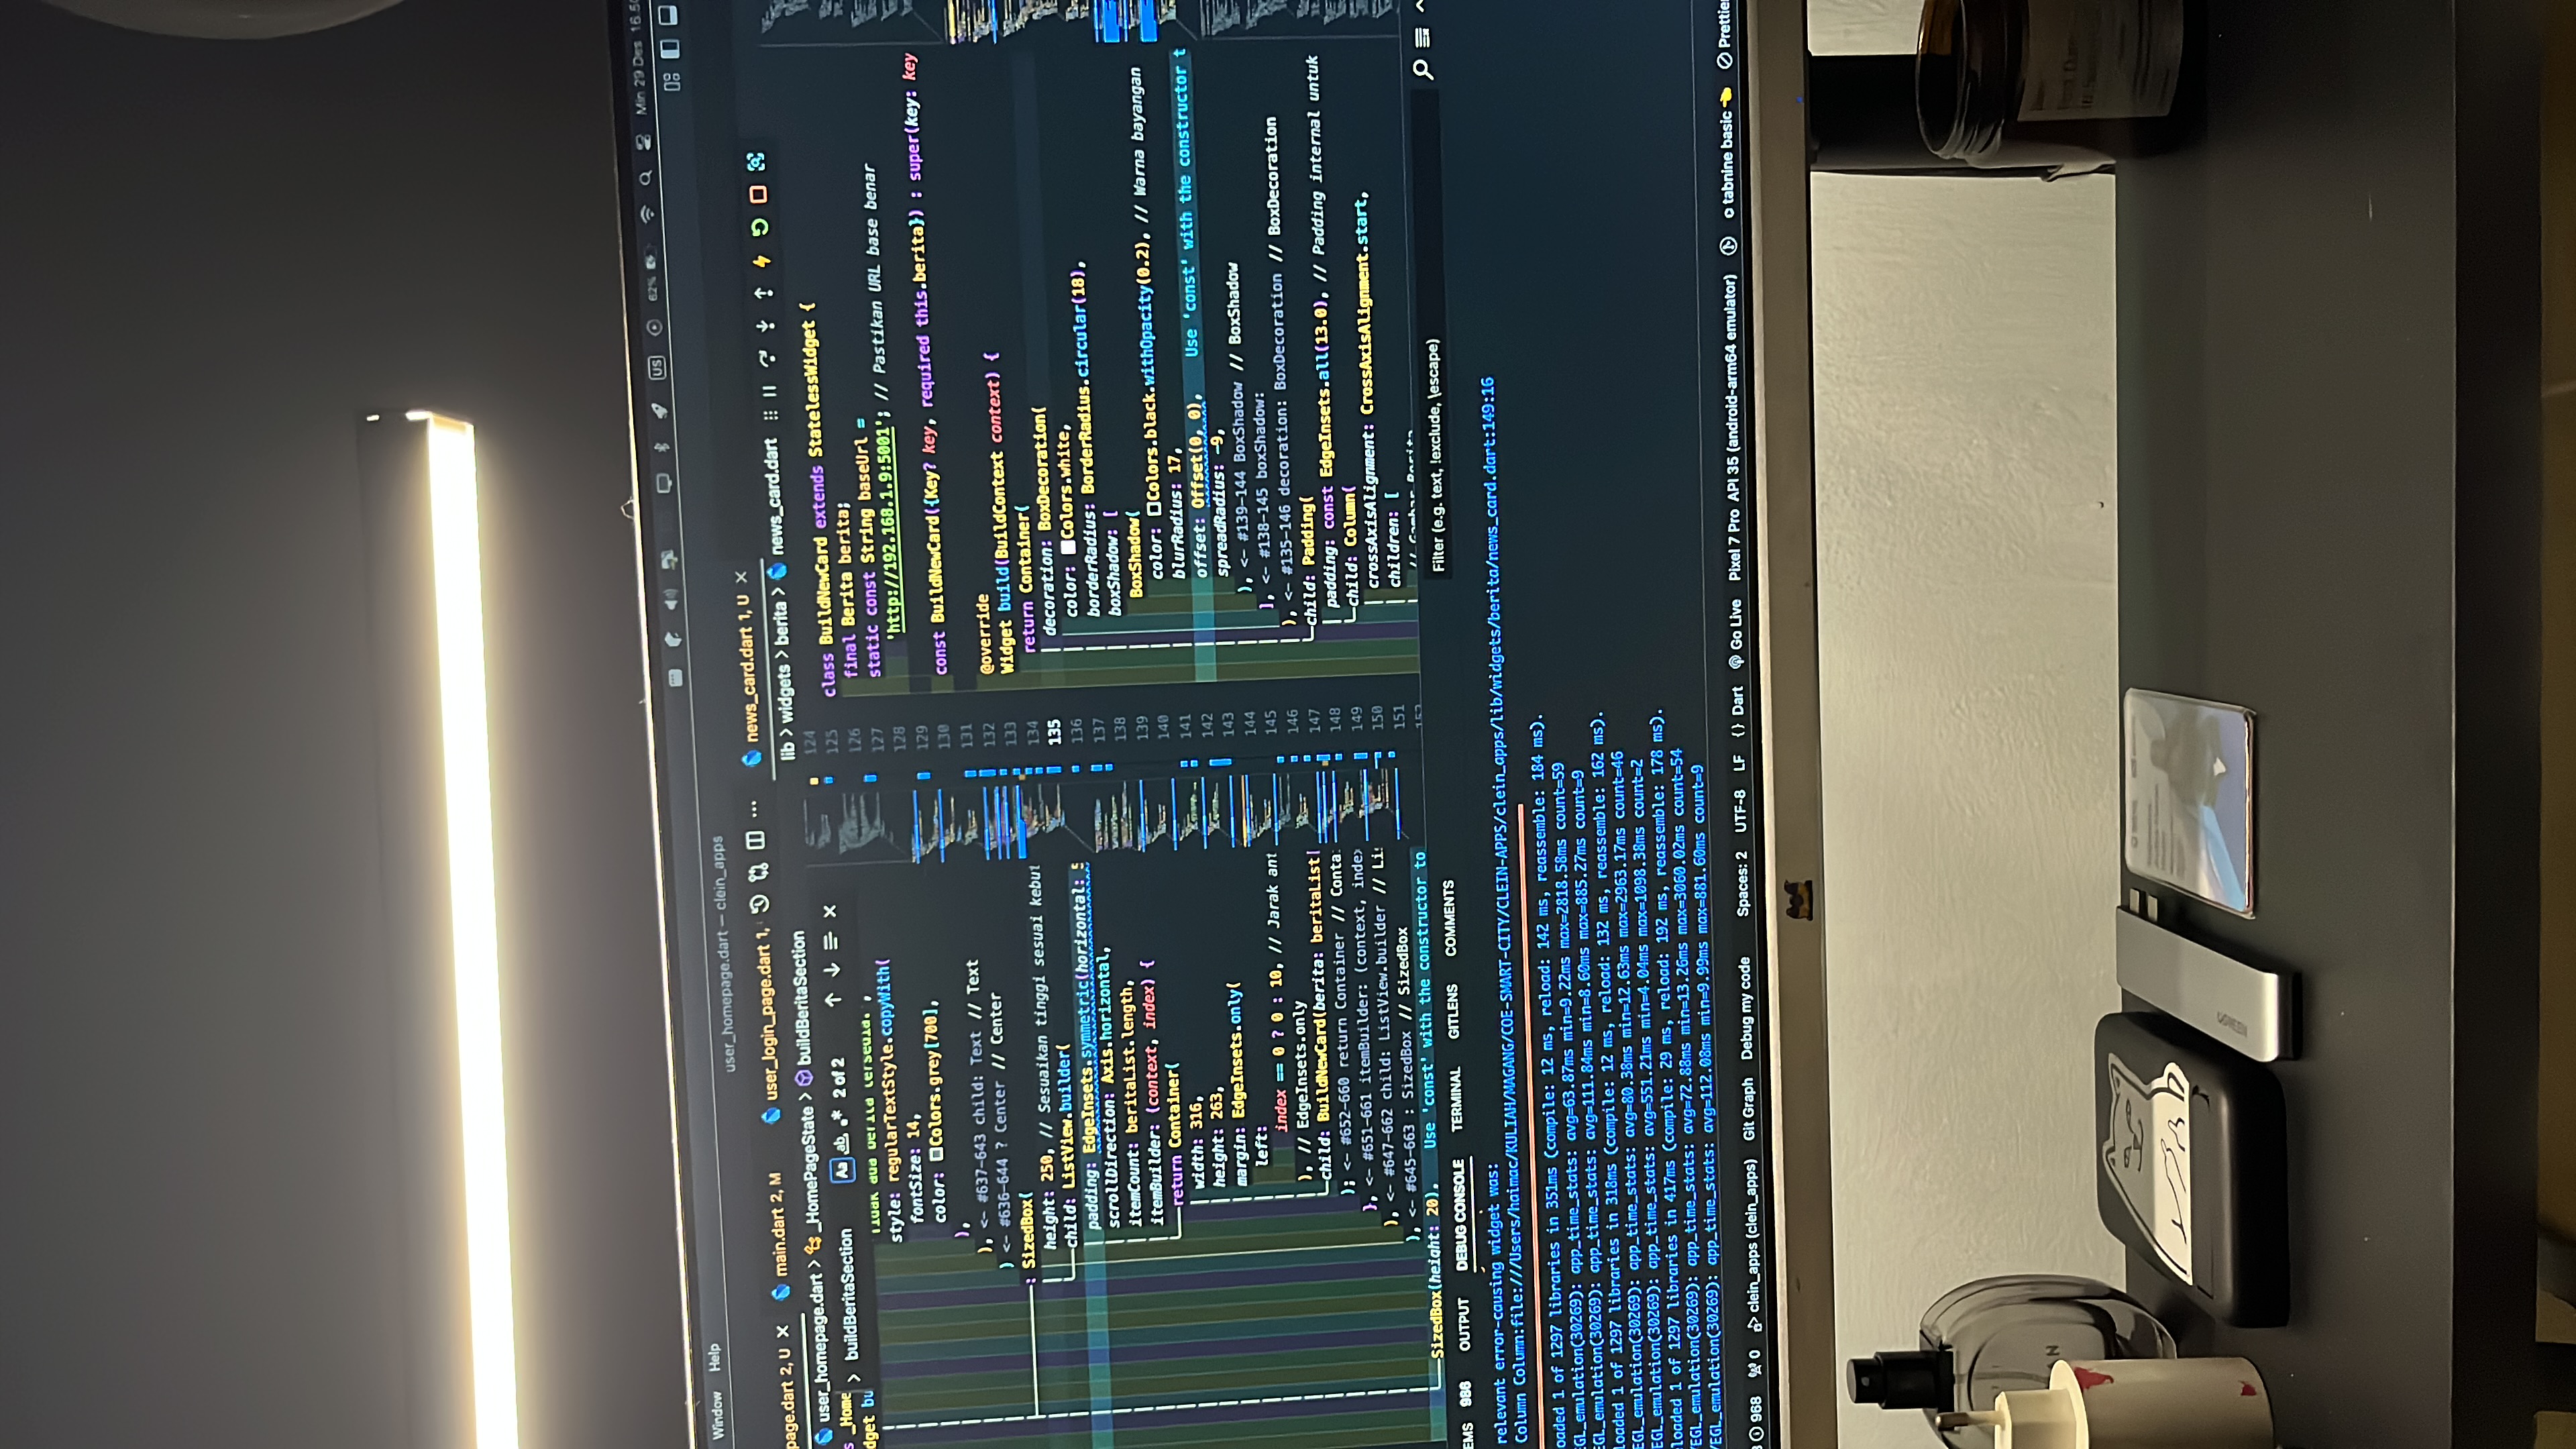 Window Help
US 62% Min 29 Des 16.5
user_homepage.dart — clein_apps
page.dart 2, U main.dart 2, M user_login_page.dart 1,
user_homepage.dart > _HomePageState > buildBeritaSection
buildBeritaSection Aa ab 2 of 2
style: regularTextStyle.copyWith(
fontSize: 14,
color: Colors.grey[700],
),
), <- #637-643 child: Text // Text
) <- #636-644 ? Center // Center
: SizedBox(
height: 250, // Sesuaikan tinggi sesuai kebut
child: ListView.builder(
padding: EdgeInsets.symmetric(horizontal: 5
scrollDirection: Axis.horizontal,
itemCount: beritaList.length,
itemBuilder: (context, index) {
return Container(
width: 316,
height: 263,
margin: EdgeInsets.only(
left:
index == 0 ? 0 : 10, // Jarak ant
), // EdgeInsets.only
child: BuildNewCard(berita: beritaList[
); <- #652-660 return Container // Conta
}, <- #651-661 itemBuilder: (context, index
), <- #647-662 child: ListView.builder // Li
), <- #645-663 : SizedBox // SizedBox
SizedBox(height: 20), Use 'const' with the constructor to
news_card.dart 1, U
lib > widgets > berita > news_card.dart
124
125 class BuildNewCard extends StatelessWidget {
126 final Berita berita;
127 static const String baseUrl =
128 'http://192.168.1.9:5001'; // Pastikan URL base benar
129
130 const BuildNewCard({Key? key, required this.berita}) : super(key: key
131
132 @override
133 Widget build(BuildContext context) {
134 return Container(
135 decoration: BoxDecoration(
136 color: Colors.white,
137 borderRadius: BorderRadius.circular(18),
138 boxShadow: [
139 BoxShadow(
140 color: Colors.black.withOpacity(0.2), // Warna bayangan
141 blurRadius: 17,
142 offset: Offset(0, 0), Use 'const' with the constructor t
143 spreadRadius: -9,
144 ), <- #139-144 BoxShadow // BoxShadow
145 ], <- #138-145 boxShadow:
146 ), <- #135-146 decoration: BoxDecoration // BoxDecoration
147 child: Padding(
148 padding: const EdgeInsets.all(13.0), // Padding internal untuk
149 child: Column(
150 crossAxisAlignment: CrossAxisAlignment.start,
151 children: [
EMS 986 OUTPUT DEBUG CONSOLE TERMINAL GITLENS COMMENTS Filter (e.g. text, !exclude, \escape)
relevant error-causing widget was:
Column Column:file:///Users/haimac/KULIAH/MAGANG/COE-SMART-CITY/CLEIN-APPS/clein_apps/lib/widgets/berita/news_card.dart:149:16
oaded 1 of 1297 libraries in 351ms (compile: 12 ms, reload: 142 ms, reassemble: 184 ms).
EGL_emulation(30269): app_time_stats: avg=63.87ms min=9.22ms max=2818.58ms count=59
EGL_emulation(30269): app_time_stats: avg=111.84ms min=8.60ms max=885.27ms count=9
loaded 1 of 1297 libraries in 318ms (compile: 12 ms, reload: 132 ms, reassemble: 162 ms).
EGL_emulation(30269): app_time_stats: avg=80.38ms min=12.63ms max=2963.17ms count=46
EGL_emulation(30269): app_time_stats: avg=551.21ms min=4.04ms max=1098.38ms count=2
loaded 1 of 1297 libraries in 417ms (compile: 29 ms, reload: 192 ms, reassemble: 178 ms).
/EGL_emulation(30269): app_time_stats: avg=72.88ms min=13.26ms max=3060.02ms count=54
/EGL_emulation(30269): app_time_stats: avg=112.08ms min=9.99ms max=881.60ms count=9
968 0 clein_apps (clein_apps) Git Graph Debug my code Spaces: 2 UTF-8 LF {} Dart Go Live Pixel 7 Pro API 35 (android-arm64 emulator) tabnine basic Prettier